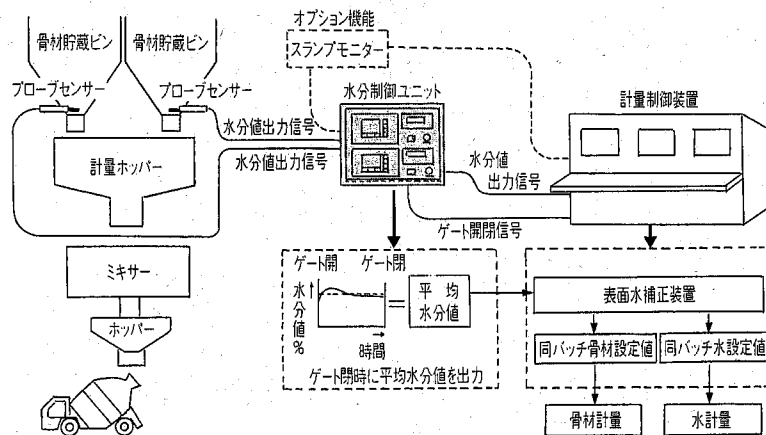 オプション機能
スランプモニター
骨材貯蔵ビン
骨材貯蔵ビン
プローブセンサー
プローブセンサー
水分制御ユニット
計量制御装置
水分値出力信号
水分値出力信号
計量ホッパー
水分値
出力信号
ゲート開閉信号
ミキサー
ホッパー
ゲート開
ゲート閉
水分値%
平均
水分値
時間
ゲート閉時に平均水分値を出力
表面水補正装置
同バッチ骨材設定値
同バッチ水設定値
骨材計量
水計量